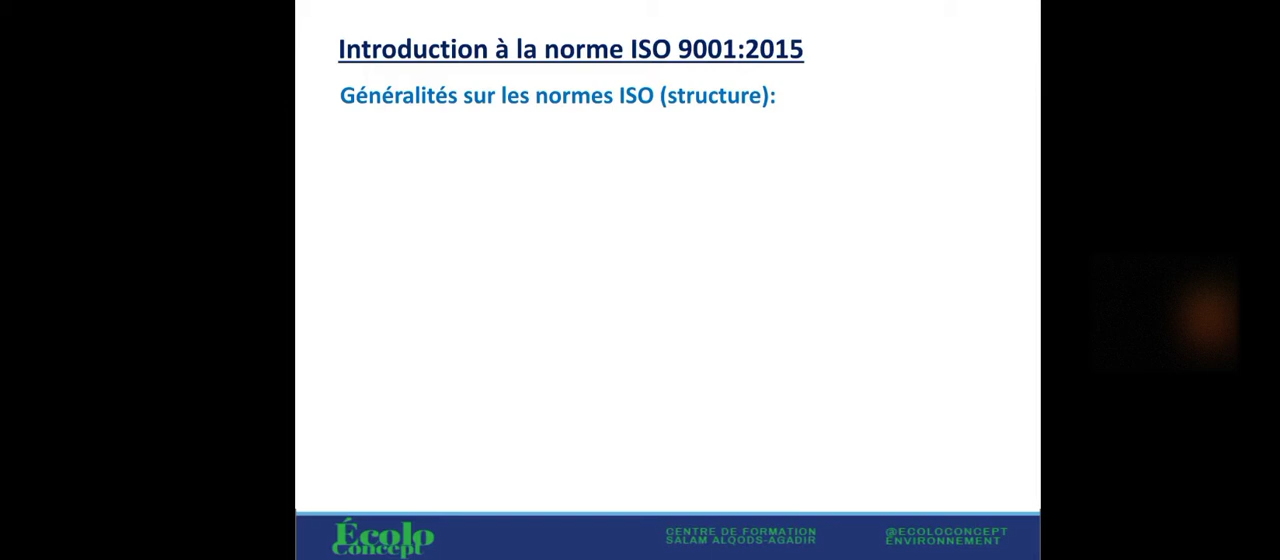 Introduction à la norme ISO 9001:2015
Généralités sur les normes ISO (structure):
Écolo
Concept
CENTRE DE FORMATION
SALAM ALQODS-AGADIR
@ECOLOCONCEPT
ENVIRONNEMENT